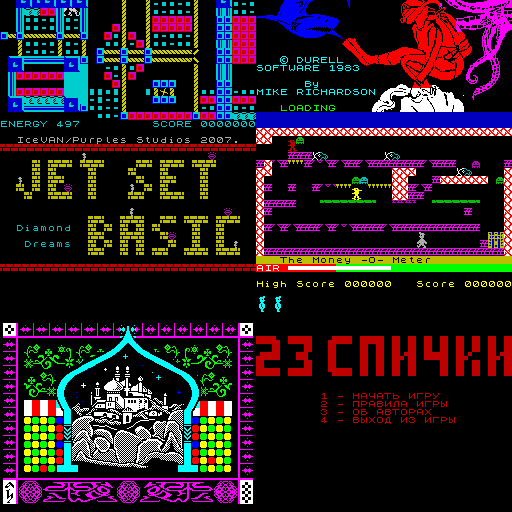 ENERGY 497 SCORE 0000000
© DURELL
SOFTWARE 1983
By
MIKE RICHARDSON
LOADING
IceVAN/Purples Studios 2007.
JET SET
BASIC
Diamond
Dreams
The Money -O- Meter
AIR
High Score 000000 Score 000000
23 СПИЧКИ
1 - НАЧАТЬ ИГРУ
2 - ПРАВИЛА ИГРЫ
3 - ОБ АВТОРАХ
4 - ВЫХОД ИЗ ИГРЫ